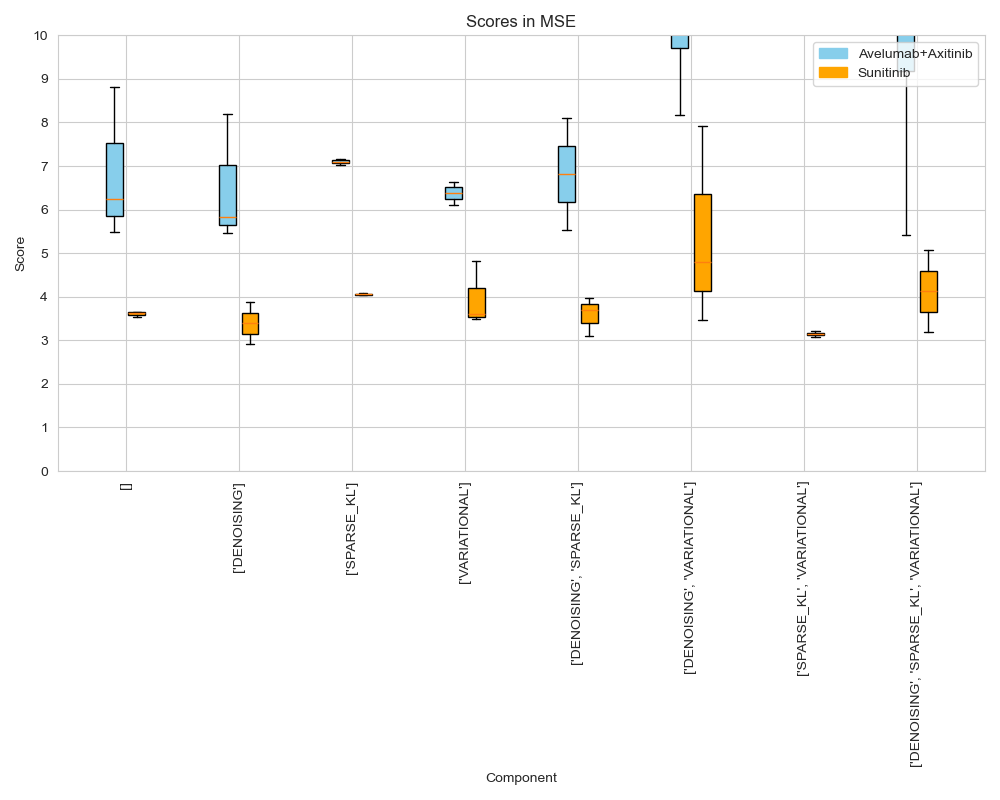 Scores in MSE
10
9
8
7
6
5
4
3
2
1
0
Score
Avelumab+Axitinib
Sunitinib
[]
['DENOISING']
['SPARSE_KL']
['VARIATIONAL']
['DENOISING', 'SPARSE_KL']
['DENOISING', 'VARIATIONAL']
['SPARSE_KL', 'VARIATIONAL']
['DENOISING', 'SPARSE_KL', 'VARIATIONAL']
Component